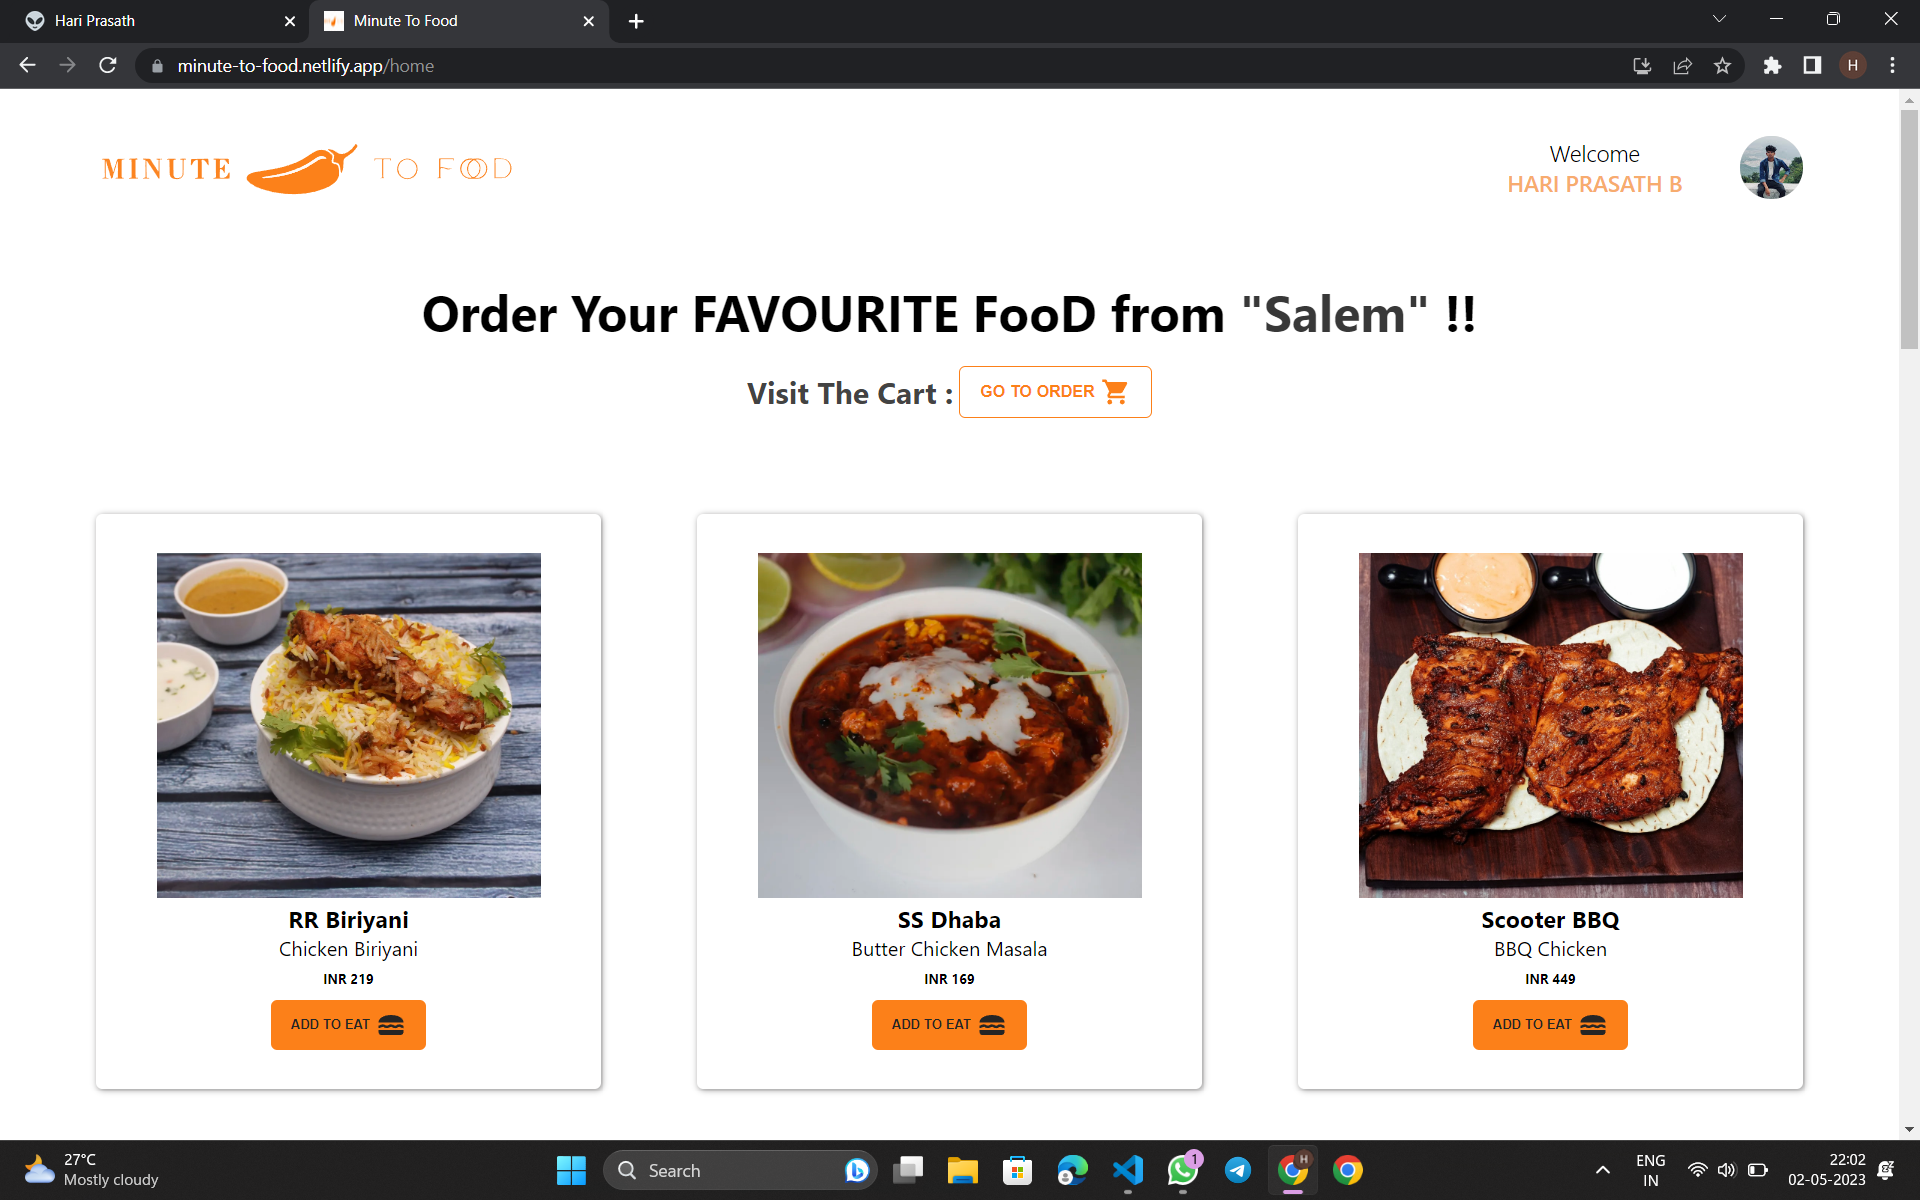 Hari Prasath
Minute To Food
minute-to-food.netlify.app/home
H
MINUTE TO FOOD
Welcome
HARI PRASATH B
Order Your FAVOURITE FooD from "Salem" !!
Visit The Cart : GO TO ORDER
RR Biriyani
Chicken Biriyani
INR 219
ADD TO EAT
SS Dhaba
Butter Chicken Masala
INR 169
ADD TO EAT
Scooter BBQ
BBQ Chicken
INR 449
ADD TO EAT
27°C
Mostly cloudy
Search
1
H
ENG
IN
22:02
02-05-2023